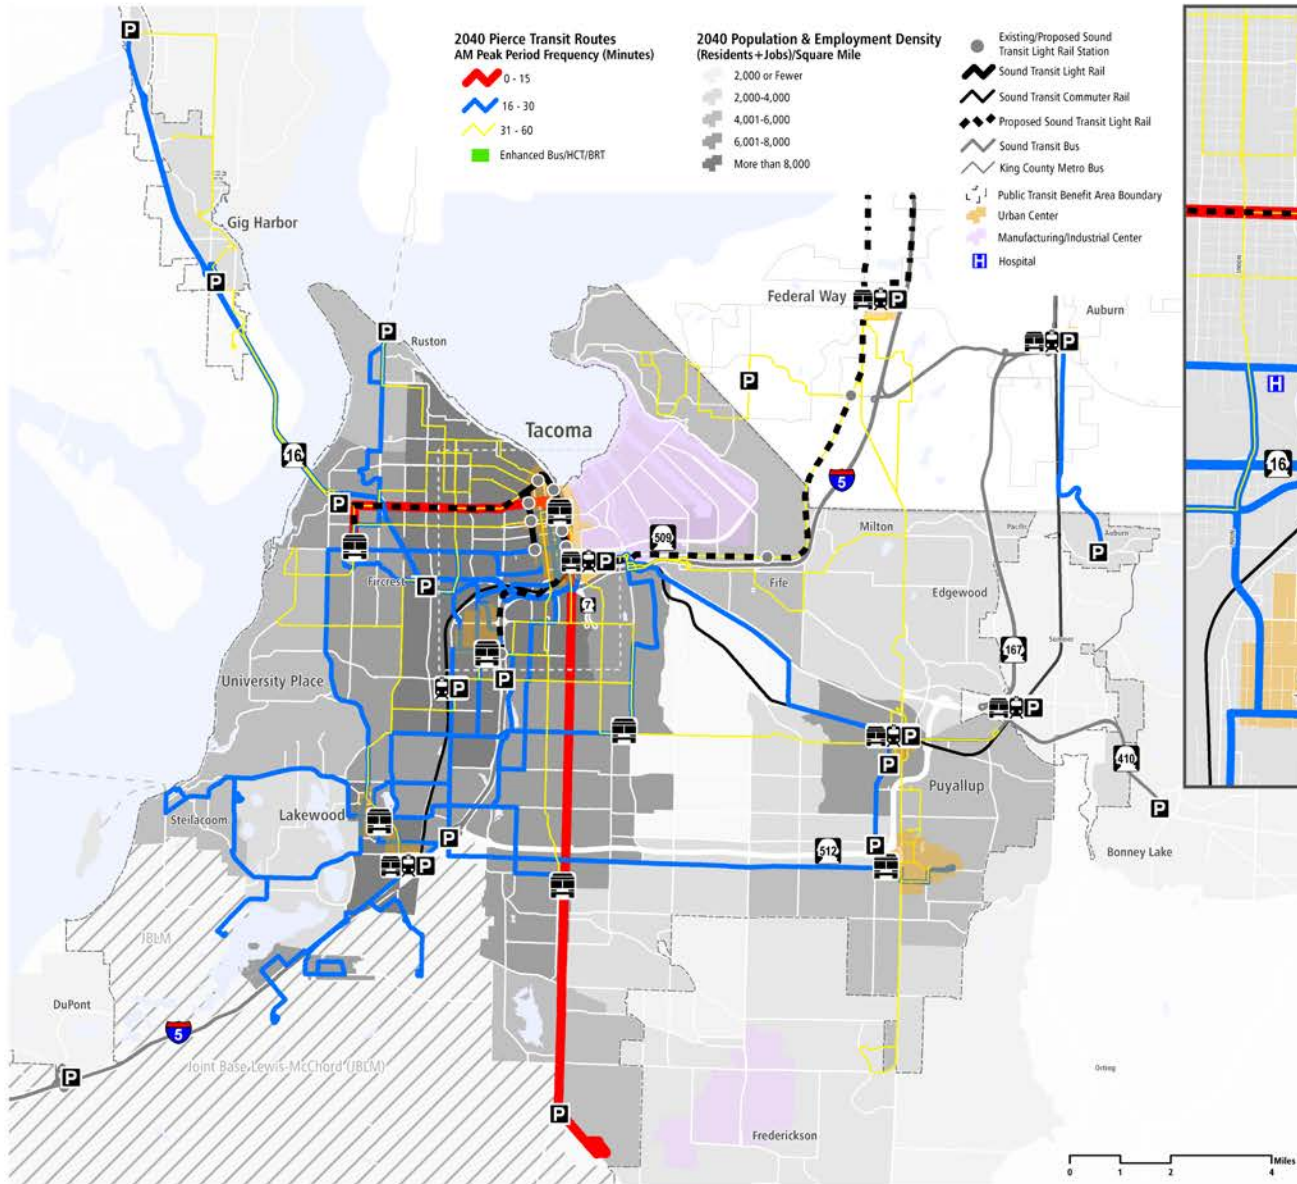 2040 Pierce Transit Routes
AM Peak Period Frequency (Minutes)
0 - 15
16 - 30
31 - 60
Enhanced Bus/HCT/BRT
2040 Population & Employment Density
(Residents+Jobs)/Square Mile
2,000 or Fewer
2,000-4,000
4,001-6,000
6,001-8,000
More than 8,000
Existing/Proposed Sound
Transit Light Rail Station
Sound Transit Light Rail
Sound Transit Commuter Rail
Proposed Sound Transit Light Rail
Sound Transit Bus
King County Metro Bus
Public Transit Benefit Area Boundary
Urban Center
Manufacturing/Industrial Center
H Hospital
P
Gig Harbor
P
Federal Way
P
Auburn
P
P
Ruston
P
H
Tacoma
16
16
5
P
Milton
Pacific
Auburn
P
509
P
Fircrest
P
Fife
Edgewood
7
Sumner
167
University Place
P
P
P
P
410
P
Puyallup
P
Steilacoom
Lakewood
P
P
512
P
P
Bonney Lake
JBLM
DuPont
5
Joint Base Lewis-McChord (JBLM)
P
Orting
P
Frederickson
Miles
0 1 2 4